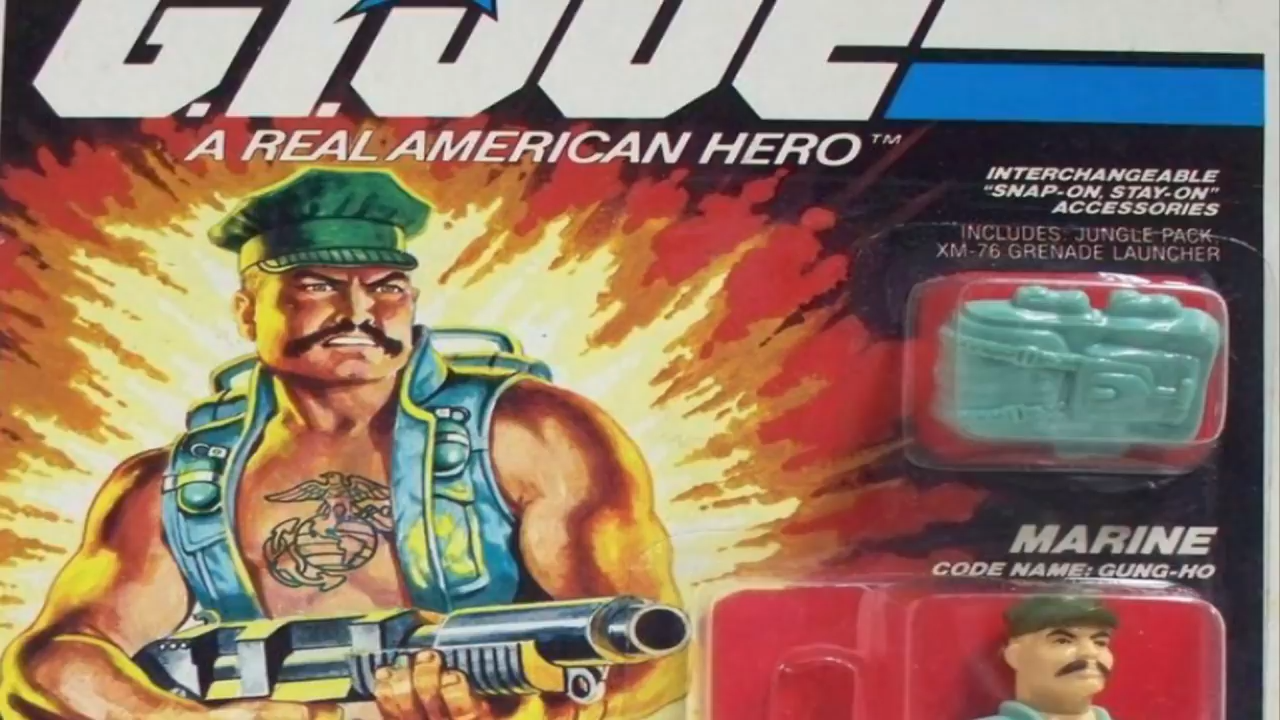 G.I. JOE
A REAL AMERICAN HERO™
INTERCHANGEABLE
"SNAP-ON, STAY-ON"
ACCESSORIES
INCLUDES: JUNGLE PACK,
XM-76 GRENADE LAUNCHER
MARINE
CODE NAME: GUNG-HO